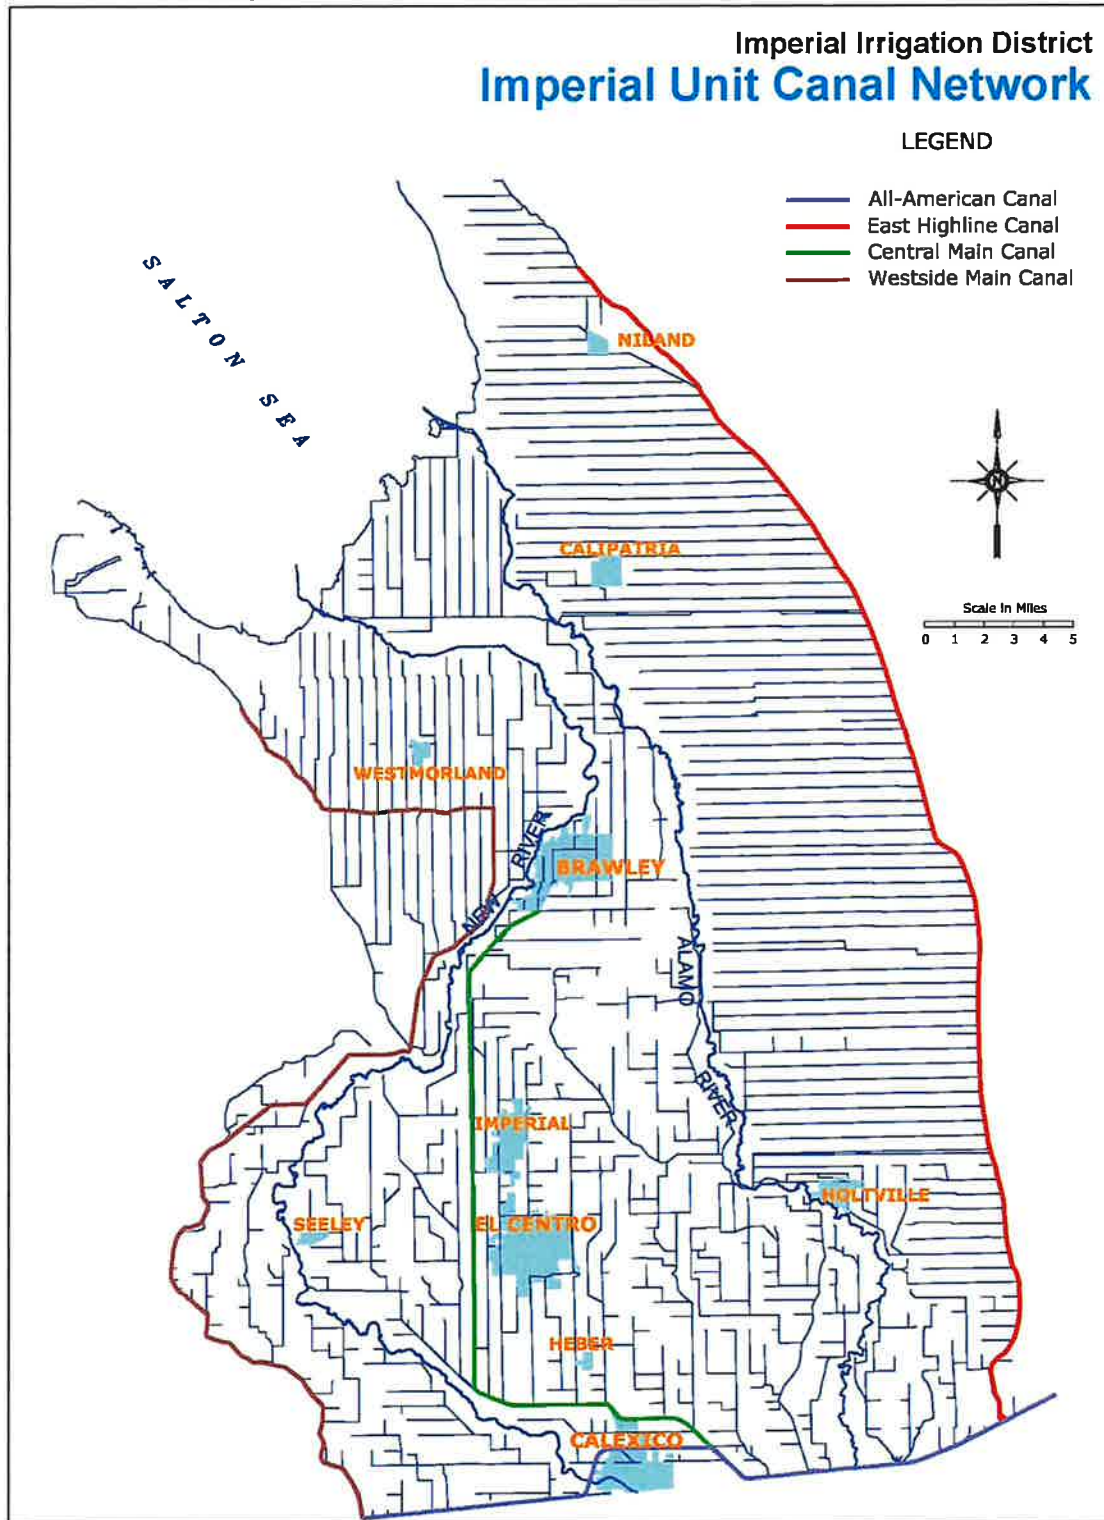 Imperial Irrigation District
Imperial Unit Canal Network
LEGEND
All-American Canal
East Highline Canal
Central Main Canal
Westside Main Canal
SALTON SEA
NILAND
CALIPATRIA
Scale in Miles
0 1 2 3 4 5
WESTMORLAND
NEW RIVER
BRAWLEY
ALAMO RIVER
IMPERIAL
HOLTVILLE
SEELEY
EL CENTRO
HEBER
CALEXICO
N